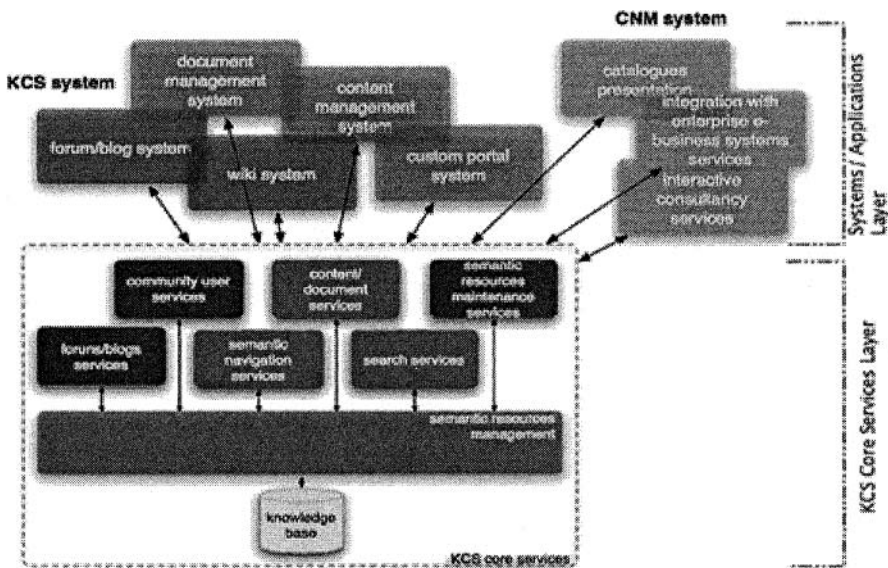 CNM system
KCS system
document
management
system
content
management
system
forum/blog system
wiki system
custom portal
system
catalogues
presentation
integration with
enterprise e-
business systems
services
interactive
consultancy
services
Systems / Applications
Layer
community user
services
content/
document
services
semantic
resources
maintenance
services
foruns/blogs
services
semantic
navigation
services
search services
semantic resources
management
knowledge
base
KCS core services
KCS Core Services Layer